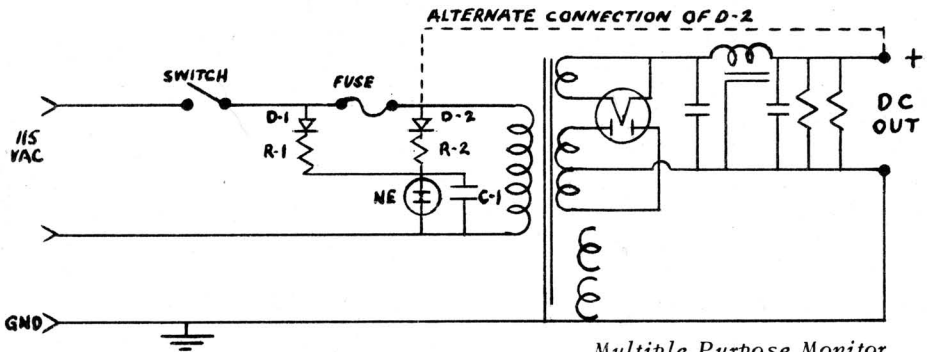 ALTERNATE CONNECTION OF D-2
SWITCH
FUSE
+
115
VAC
D-1
D-2
DC
OUT
R-1
R-2
NE
C-1
GND
Multiple Purpose Monitor